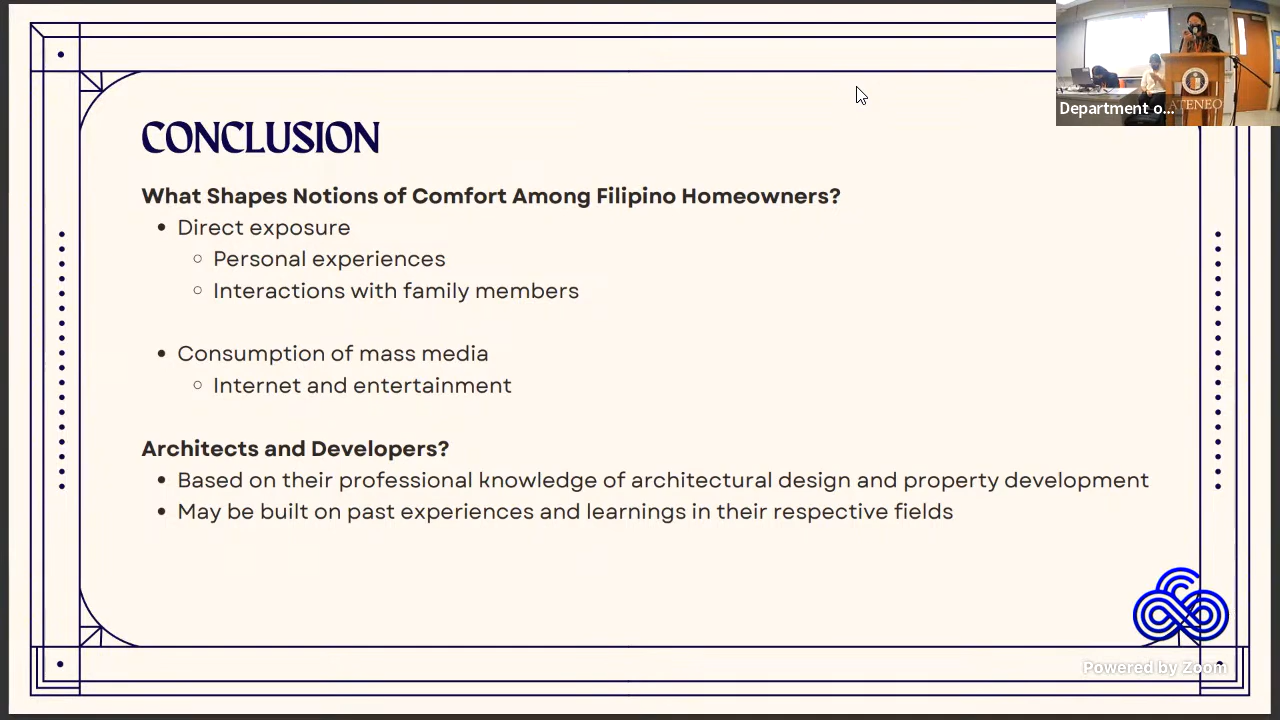 CONCLUSION
What Shapes Notions of Comfort Among Filipino Homeowners?
Direct exposure
Personal experiences
Interactions with family members
Consumption of mass media
Internet and entertainment
Architects and Developers?
Based on their professional knowledge of architectural design and property development
May be built on past experiences and learnings in their respective fields
Department o...
ATENEO
Powered by Zoom